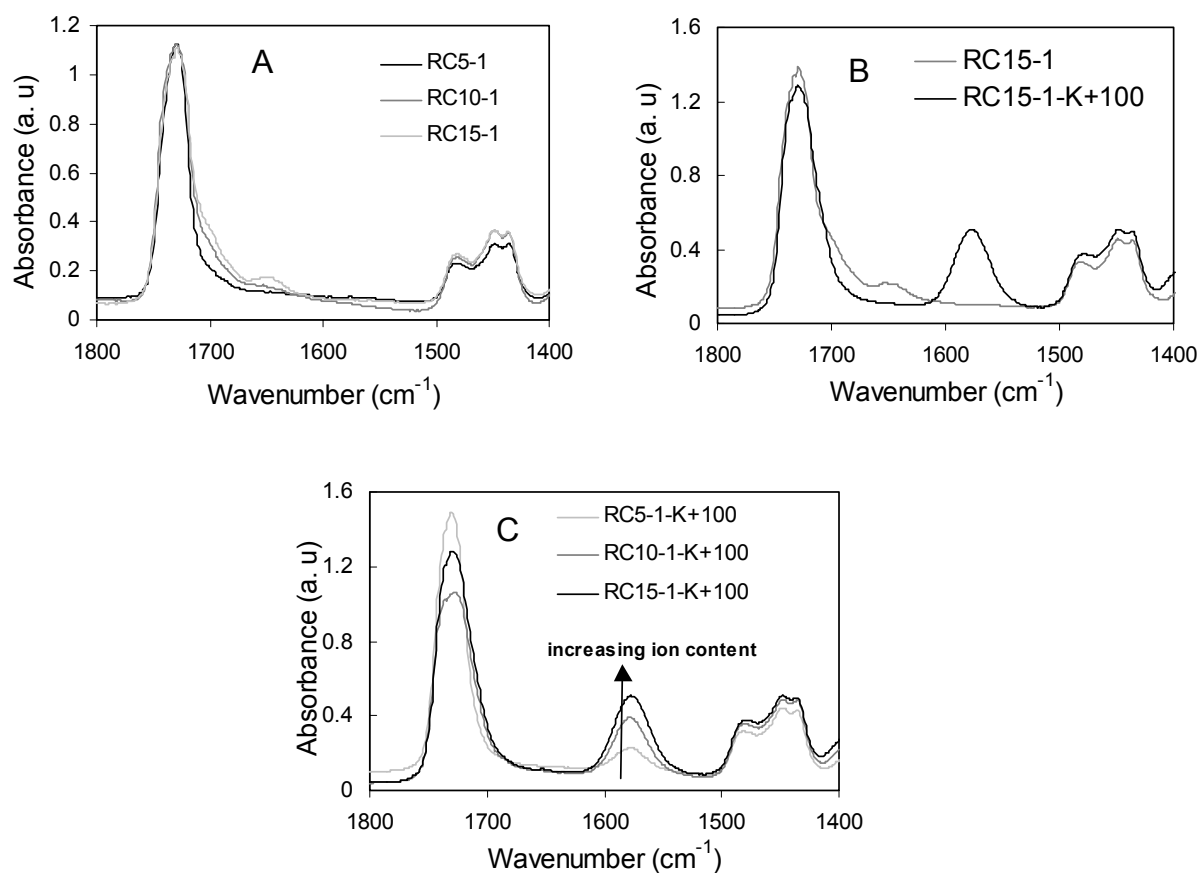 1.2
1
0.8
0.6
0.4
0.2
0
Absorbance (a. u)
A
RC5-1
RC10-1
RC15-1
1800 1700 1600 1500 1400
Wavenumber (cm-1)
1.6
1.2
0.8
0.4
0
Absorbance (a. u)
B
RC15-1
RC15-1-K+100
1800 1700 1600 1500 1400
Wavenumber (cm-1)
1.6
1.2
0.8
0.4
0
Absorbance (a. u)
C
RC5-1-K+100
RC10-1-K+100
RC15-1-K+100
increasing ion content
1800 1700 1600 1500 1400
Wavenumber (cm-1)